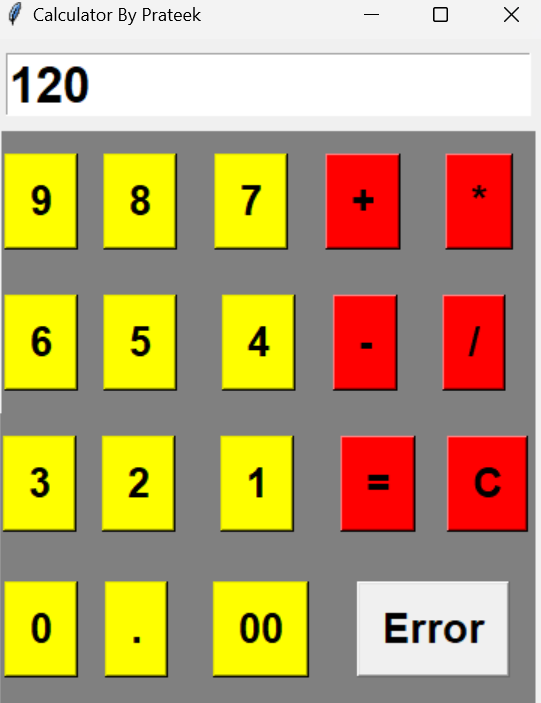 Calculator By Prateek
120
9 8 7 + *
6 5 4 - /
3 2 1 = C
0 . 00 Error